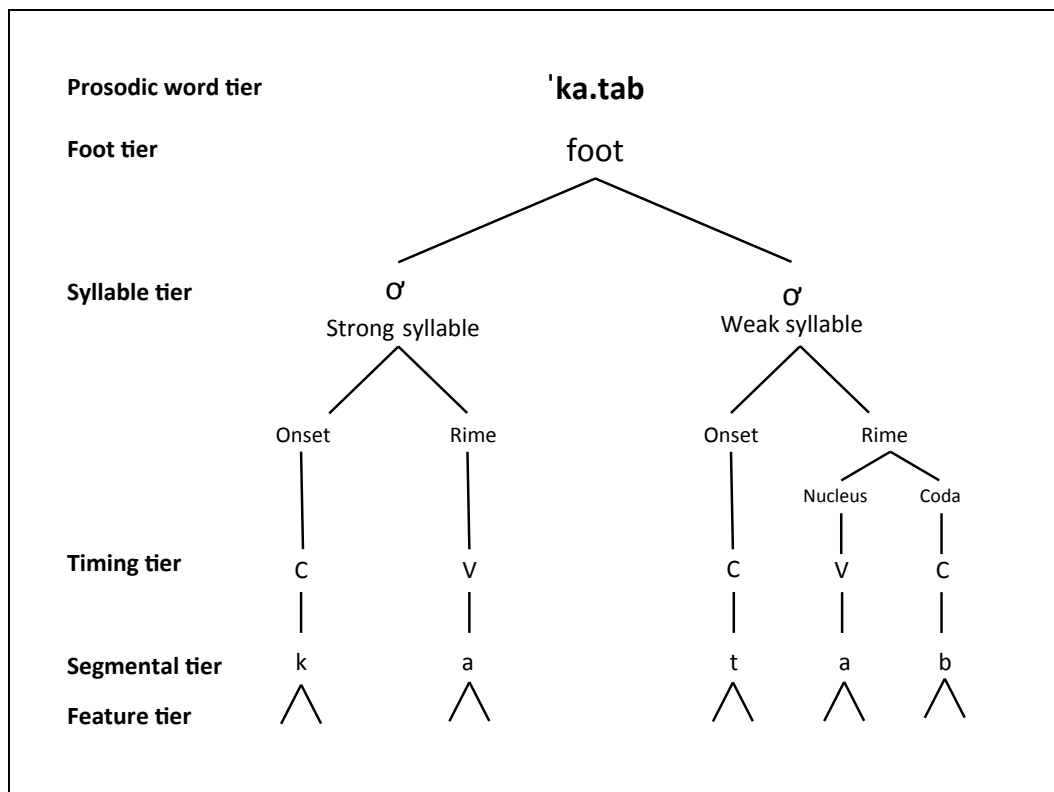 Prosodic word tier ˈka.tab
Foot tier foot
Syllable tier σ σ
Strong syllable Weak syllable
Onset Rime Onset Rime
Nucleus Coda
Timing tier C V C V C
Segmental tier k a t a b
Feature tier